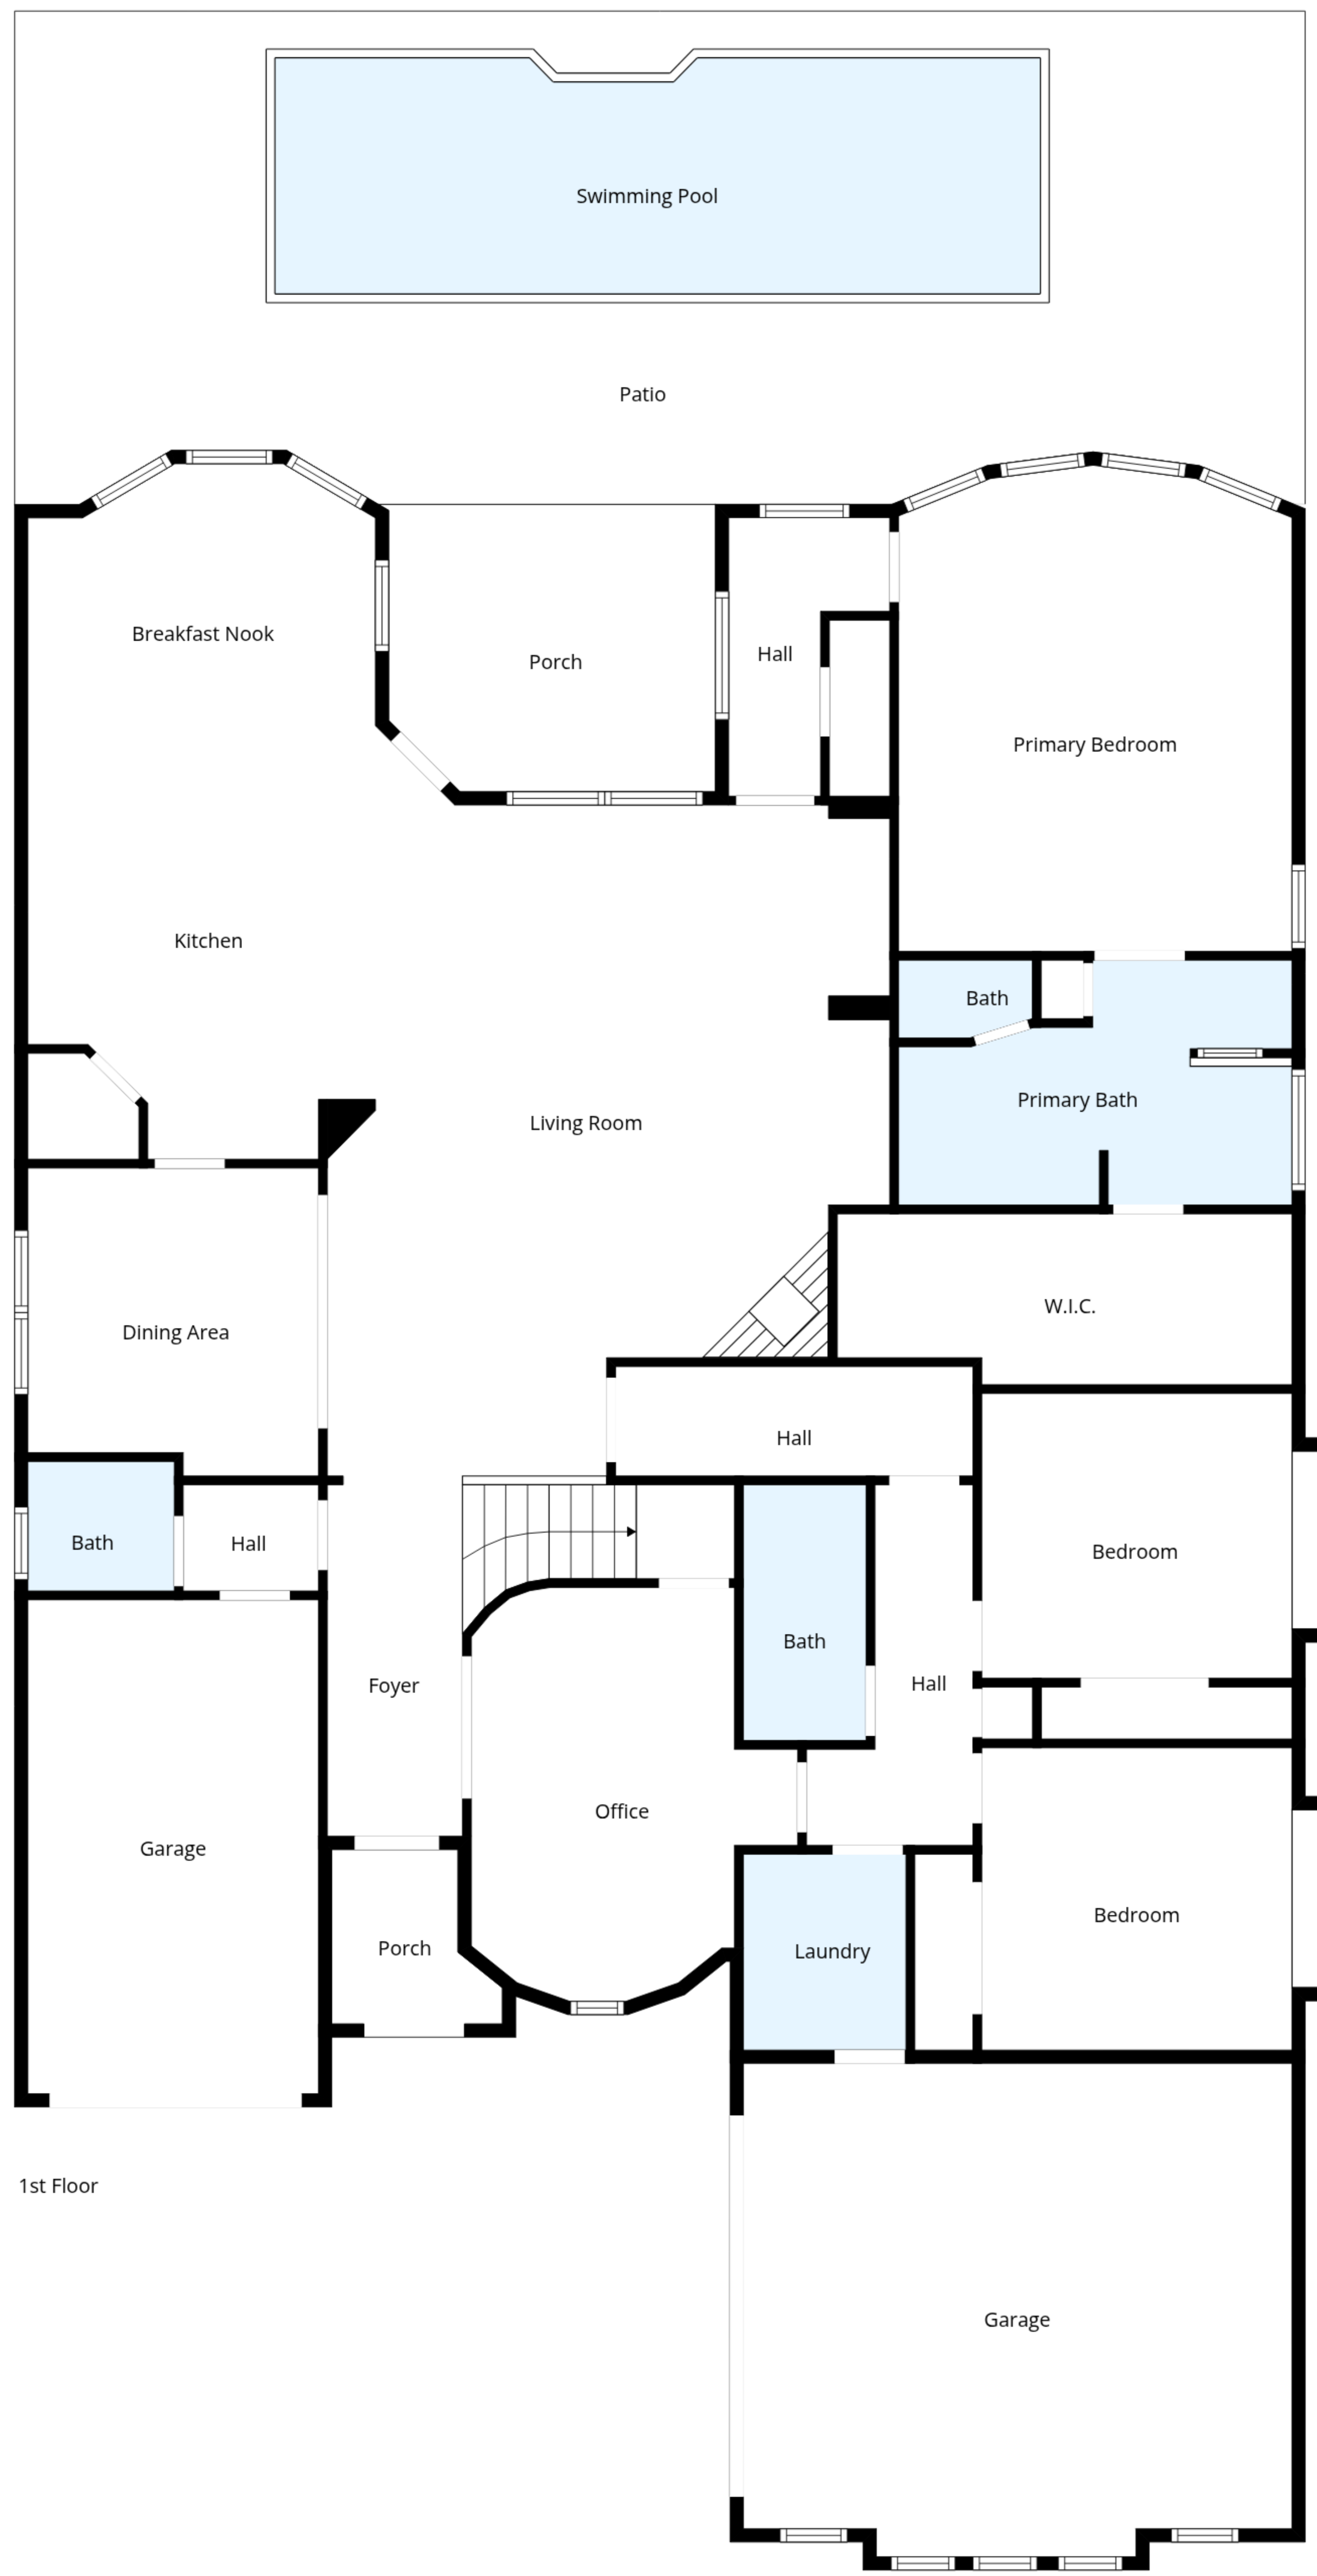 Swimming Pool
Patio
Breakfast Nook
Porch
Hall
Primary Bedroom
Kitchen
Bath
Primary Bath
Living Room
W.I.C.
Dining Area
Hall
Bath
Hall
Bedroom
Bath
Foyer
Hall
Office
Garage
Bedroom
Porch
Laundry
1st Floor
Garage